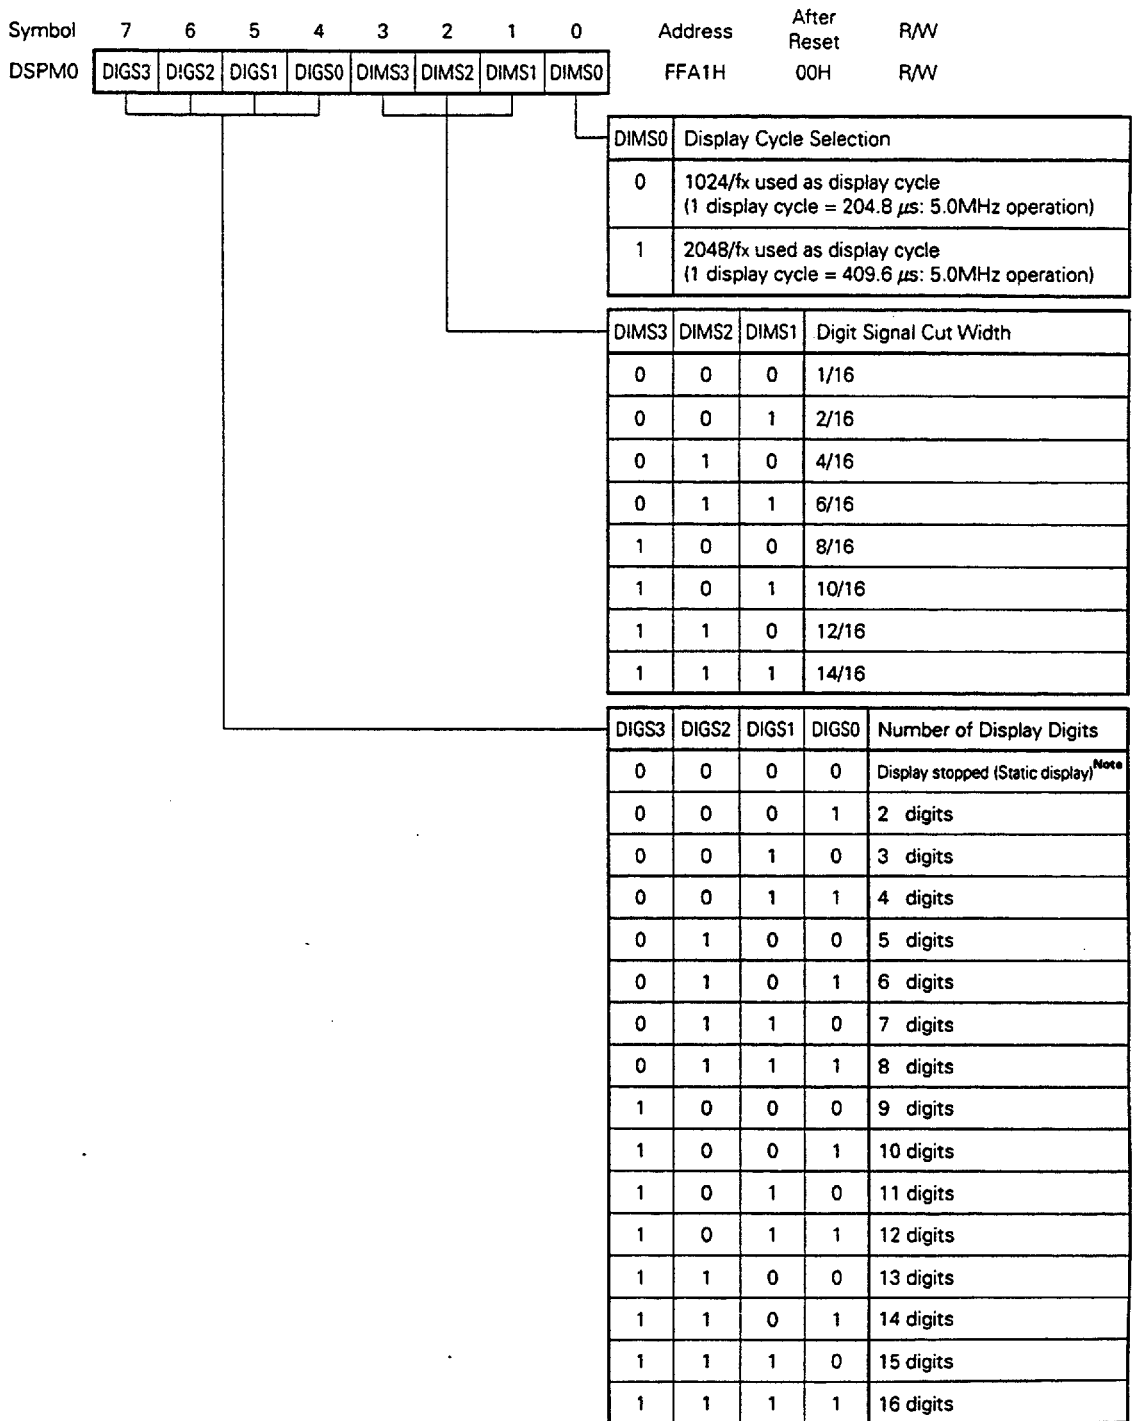 Symbol 7 6 5 4 3 2 1 0 Address After Reset R/W
DSPM0 DIGS3 DIGS2 DIGS1 DIGS0 DIMS3 DIMS2 DIMS1 DIMS0 FFA1H 00H R/W
DIMS0 Display Cycle Selection
0 1024/fx used as display cycle
(1 display cycle = 204.8 μs: 5.0MHz operation)
1 2048/fx used as display cycle
(1 display cycle = 409.6 μs: 5.0MHz operation)
DIMS3 DIMS2 DIMS1 Digit Signal Cut Width
0 0 0 1/16
0 0 1 2/16
0 1 0 4/16
0 1 1 6/16
1 0 0 8/16
1 0 1 10/16
1 1 0 12/16
1 1 1 14/16
DIGS3 DIGS2 DIGS1 DIGS0 Number of Display Digits
0 0 0 0 Display stopped (Static display) Note
0 0 0 1 2 digits
0 0 1 0 3 digits
0 0 1 1 4 digits
0 1 0 0 5 digits
0 1 0 1 6 digits
0 1 1 0 7 digits
0 1 1 1 8 digits
1 0 0 0 9 digits
1 0 0 1 10 digits
1 0 1 0 11 digits
1 0 1 1 12 digits
1 1 0 0 13 digits
1 1 0 1 14 digits
1 1 1 0 15 digits
1 1 1 1 16 digits